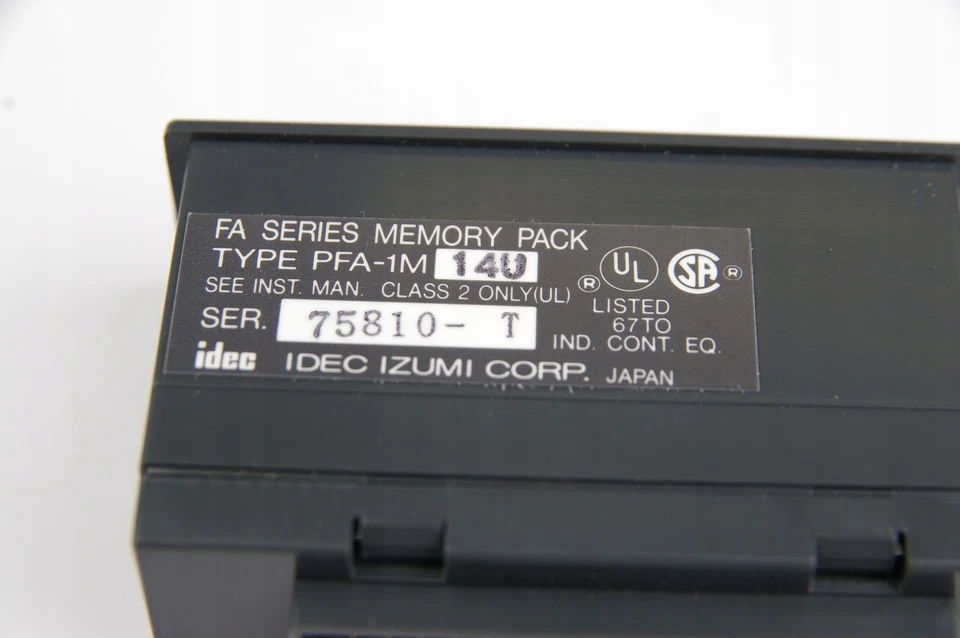 FA SERIES MEMORY PACK
TYPE PFA-1M 14U
SEE INST. MAN. CLASS 2 ONLY(UL)
SER. 75810- T
idec IDEC IZUMI CORP. JAPAN
® UL SA ®
LISTED
67TO
IND. CONT. EQ.